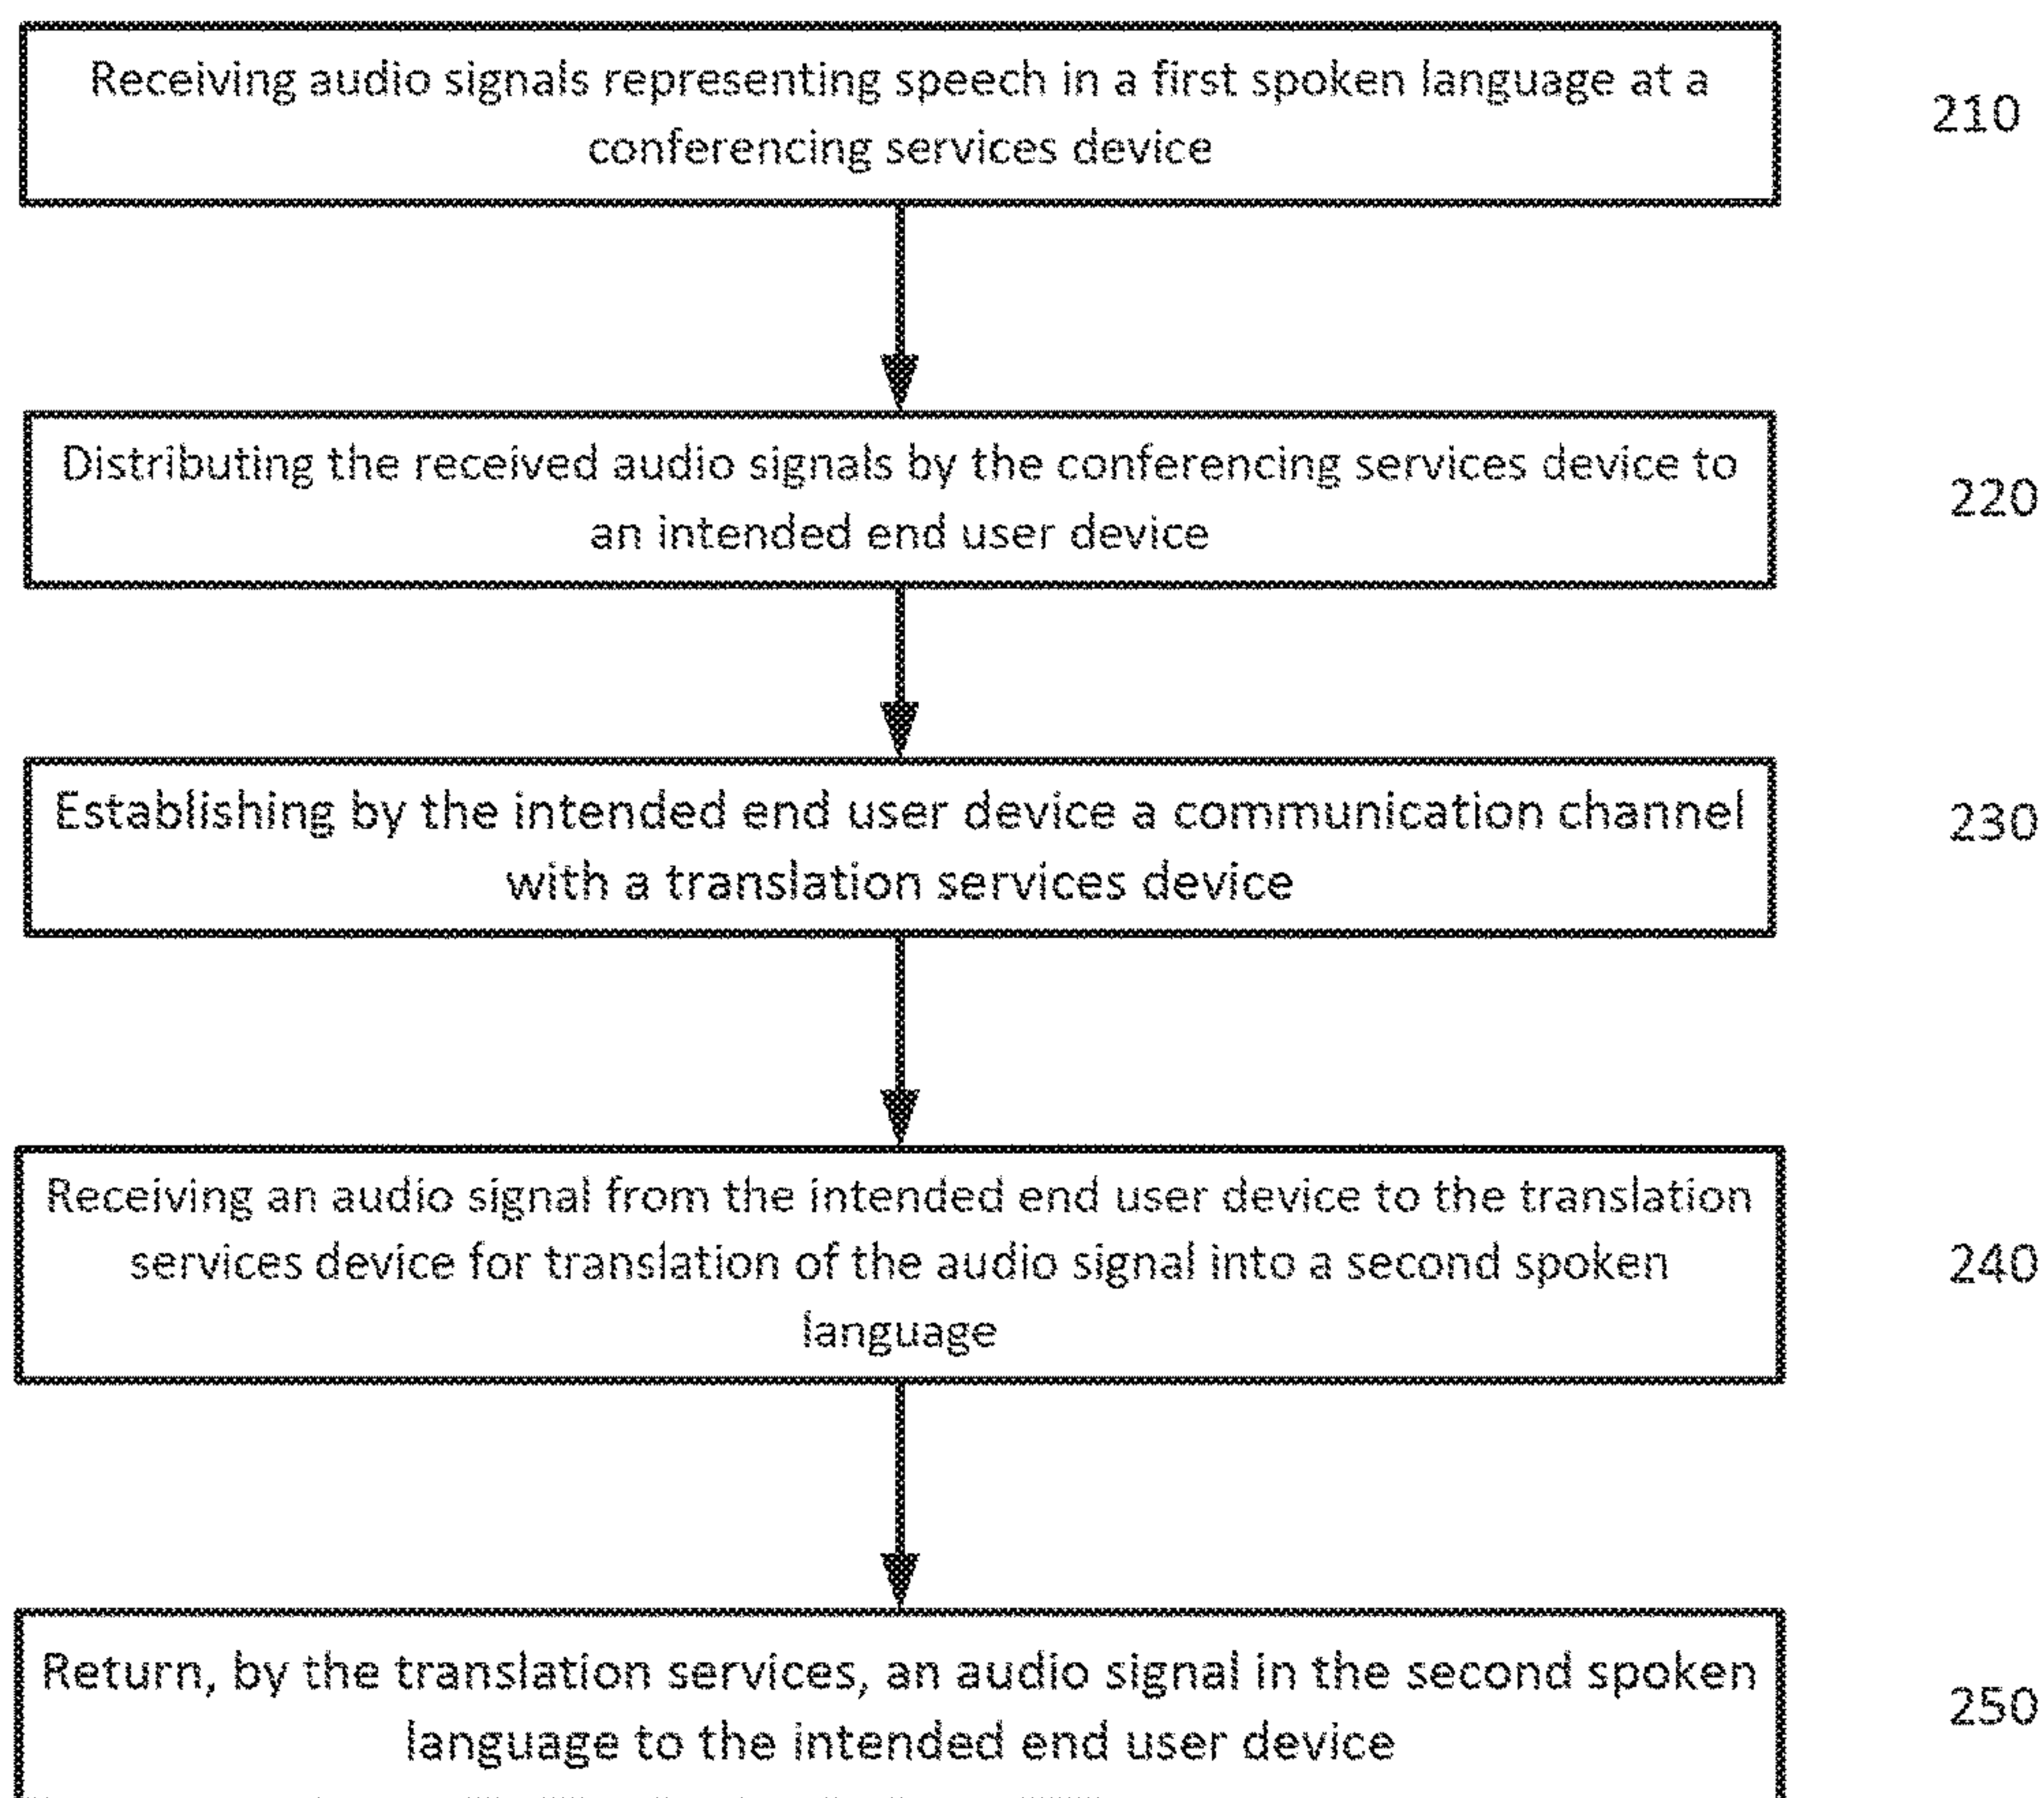 Receiving audio signals representing speech in a first spoken language at a
conferencing services device
210
Distributing the received audio signals by the conferencing services device to
an intended end user device
220
Establishing by the intended end user device a communication channel
with a translation services device
230
Receiving an audio signal from the intended end user device to the translation
services device for translation of the audio signal into a second spoken
language
240
Return, by the translation services, an audio signal in the second spoken
language to the intended end user device
250